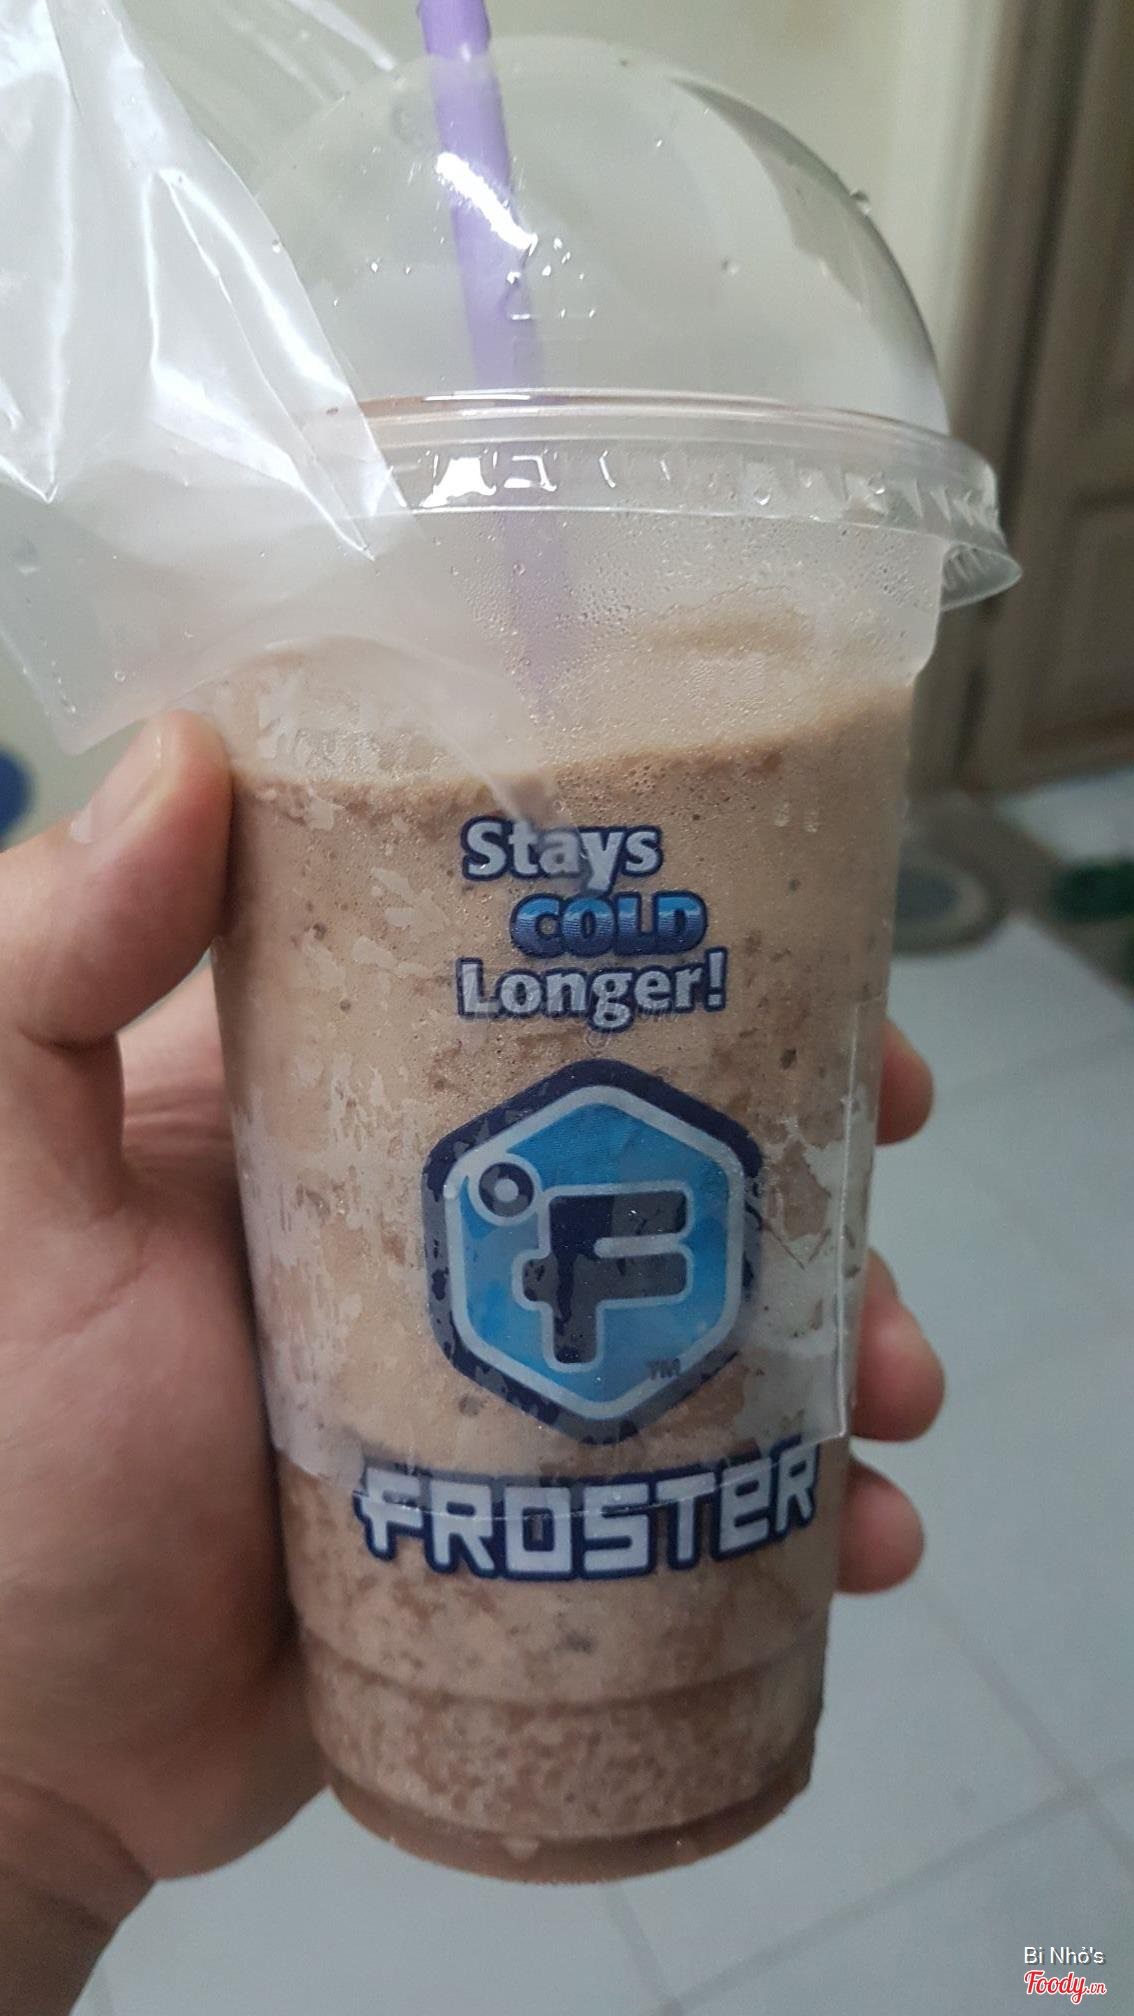 Stays
COLD
Longer!
°F
TM
FROSTER
Bi Nhỏ's
Foody.vn